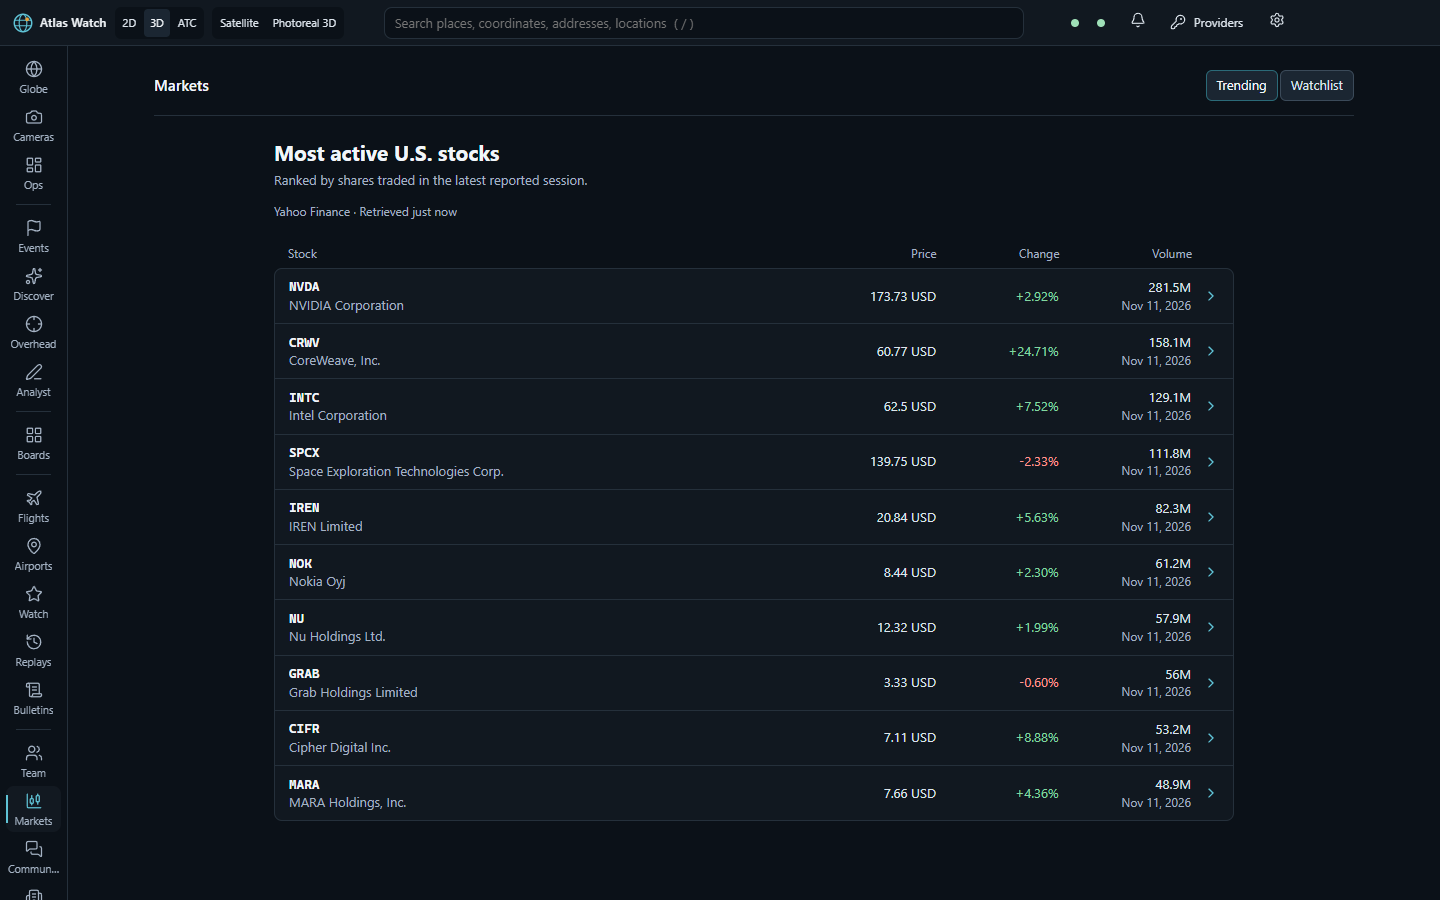 Atlas Watch
2D 3D ATC
Satellite Photoreal 3D
Search places, coordinates, addresses, locations ( / )
Providers
Globe
Cameras
Ops
Events
Discover
Overhead
Analyst
Boards
Flights
Airports
Watch
Replays
Bulletins
Team
Markets
Commun...
Markets
Trending Watchlist
Most active U.S. stocks
Ranked by shares traded in the latest reported session.
Yahoo Finance · Retrieved just now
Stock Price Change Volume
NVDA
NVIDIA Corporation
173.73 USD +2.92% 281.5M
Nov 11, 2026
CRWV
CoreWeave, Inc.
60.77 USD +24.71% 158.1M
Nov 11, 2026
INTC
Intel Corporation
62.5 USD +7.52% 129.1M
Nov 11, 2026
SPCX
Space Exploration Technologies Corp.
139.75 USD -2.33% 111.8M
Nov 11, 2026
IREN
IREN Limited
20.84 USD +5.63% 82.3M
Nov 11, 2026
NOK
Nokia Oyj
8.44 USD +2.30% 61.2M
Nov 11, 2026
NU
Nu Holdings Ltd.
12.32 USD +1.99% 57.9M
Nov 11, 2026
GRAB
Grab Holdings Limited
3.33 USD -0.60% 56M
Nov 11, 2026
CIFR
Cipher Digital Inc.
7.11 USD +8.88% 53.2M
Nov 11, 2026
MARA
MARA Holdings, Inc.
7.66 USD +4.36% 48.9M
Nov 11, 2026